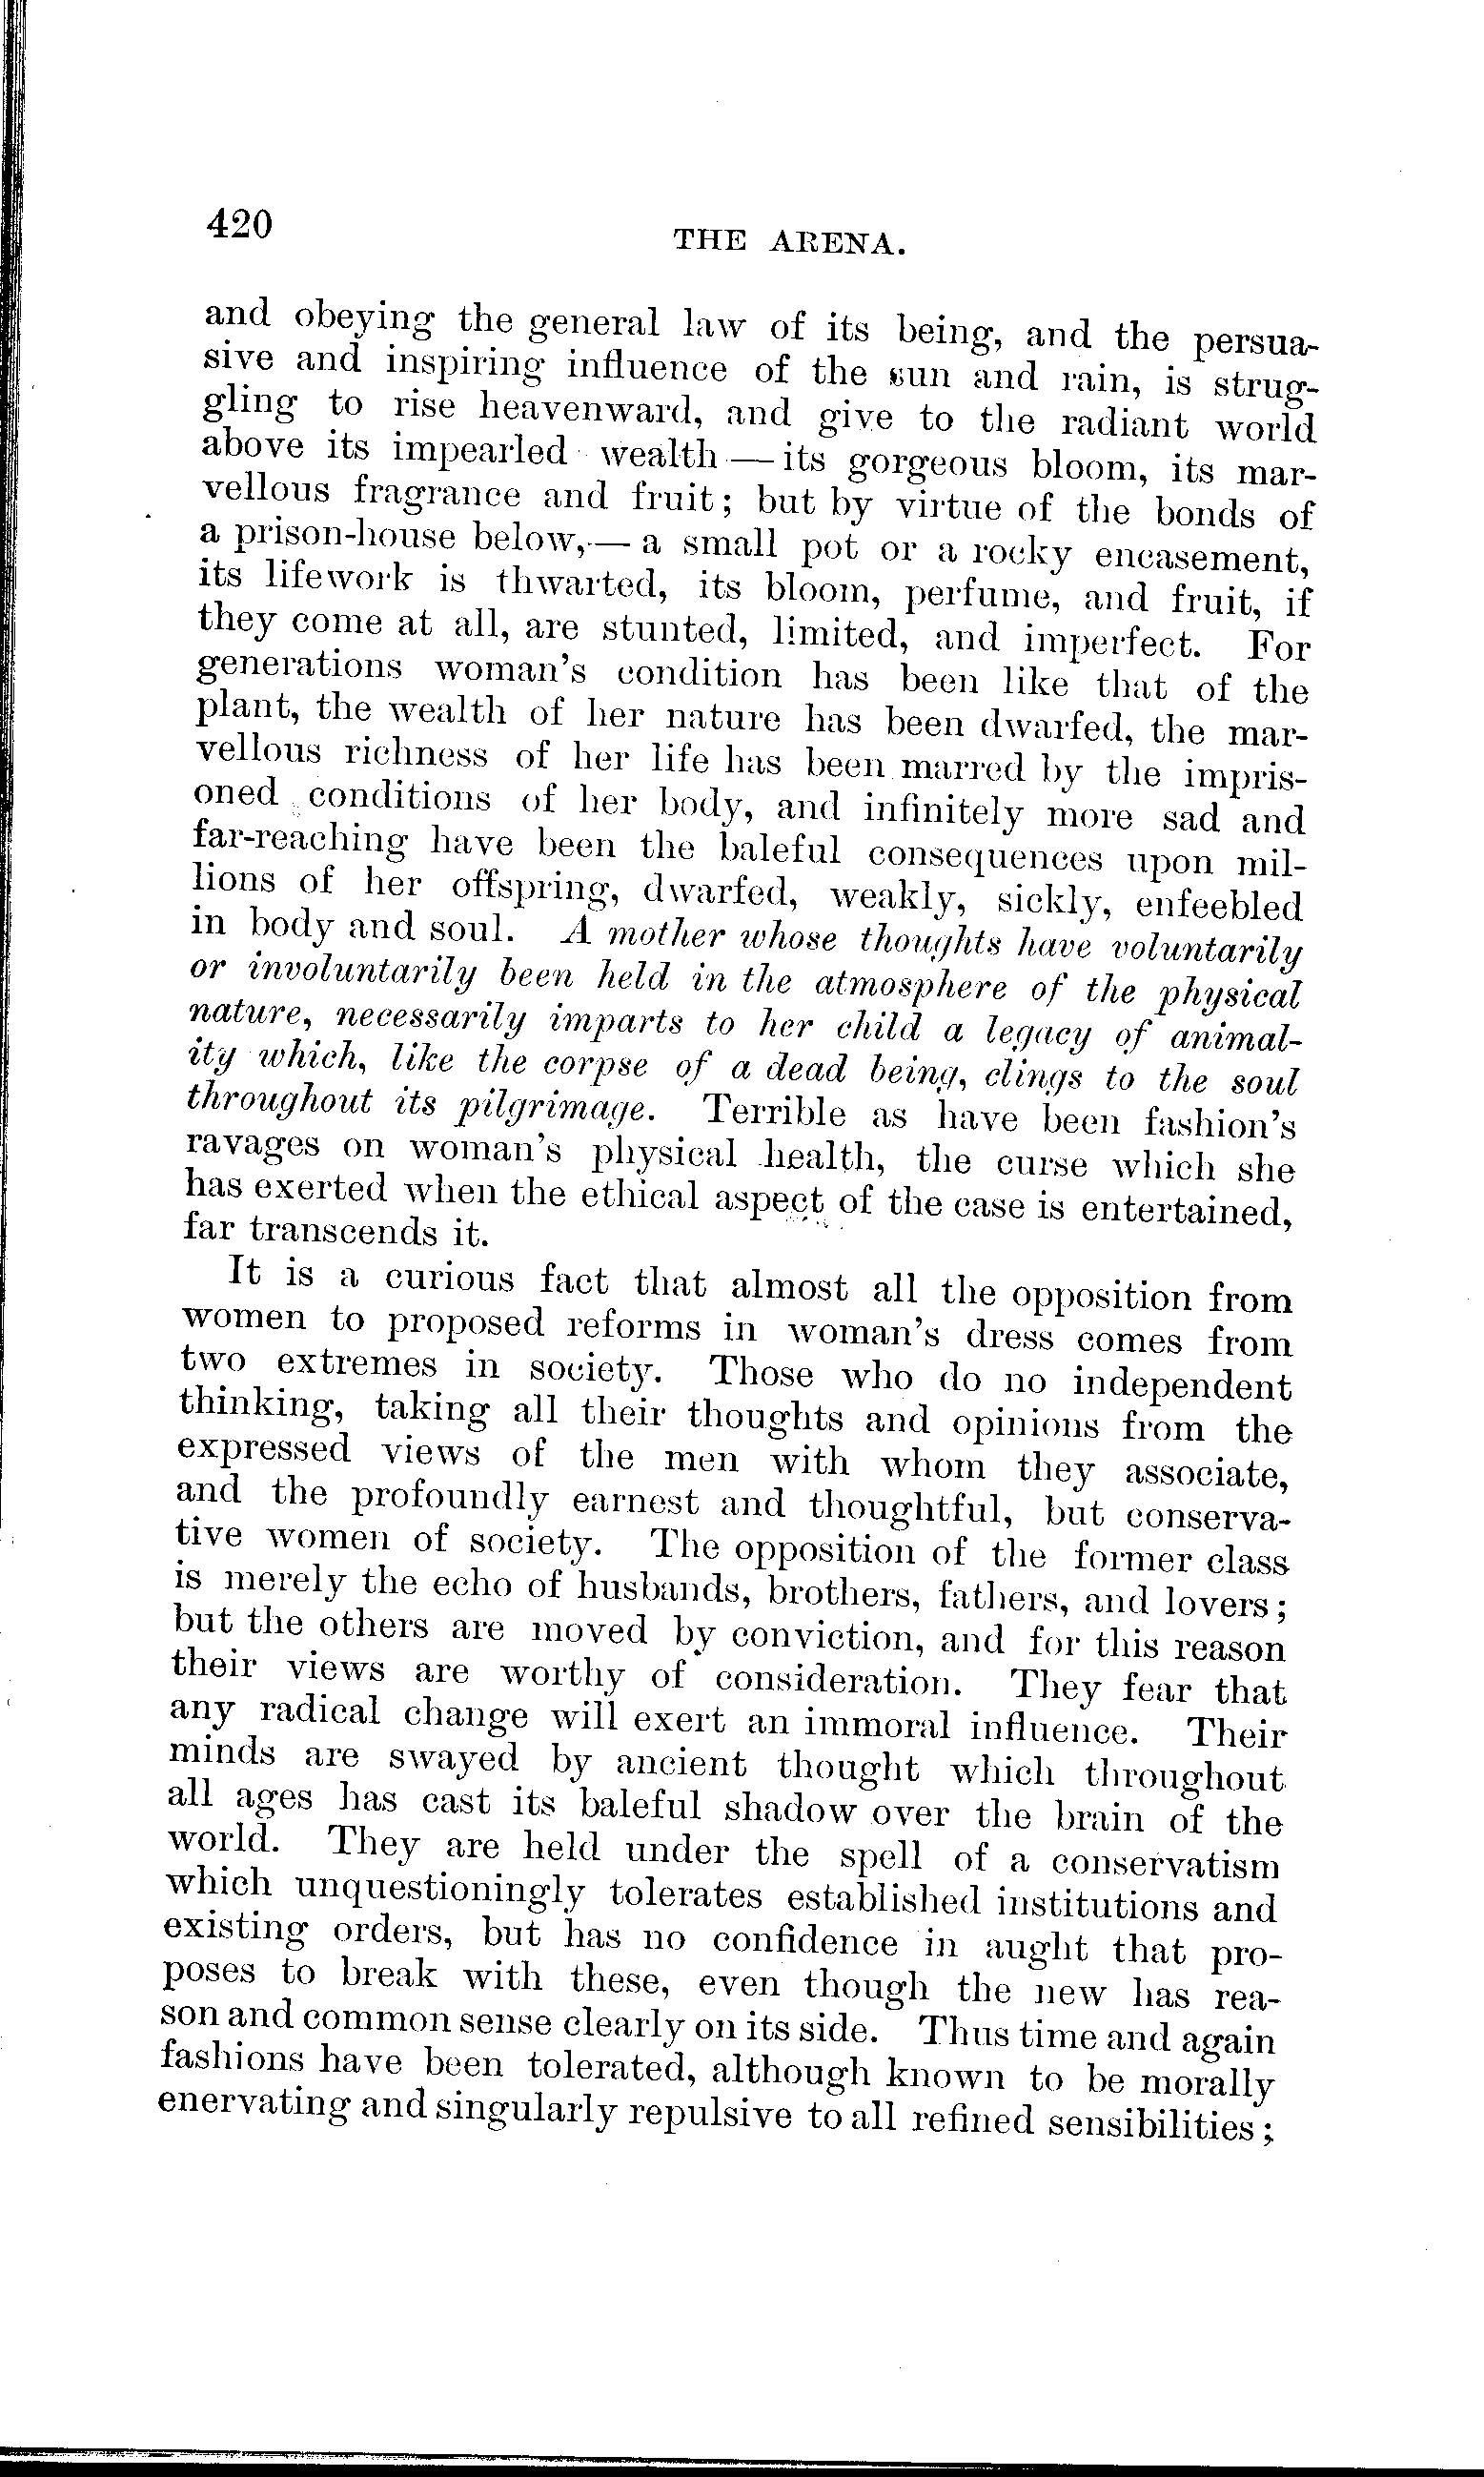 420
THE ARENA.
and obeying the general law of its being, and the persua-
sive and inspiring influence of the sun and rain, is strug-
gling to rise heavenward, and give to the radiant world
above its impearled wealth — its gorgeous bloom, its mar-
vellous fragrance and fruit; but by virtue of the bonds of
a prison-house below, — a small pot or a rocky encasement,
its lifework is thwarted, its bloom, perfume, and fruit, if
they come at all, are stunted, limited, and imperfect. For
generations woman's condition has been like that of the
plant, the wealth of her nature has been dwarfed, the mar-
vellous richness of her life has been marred by the impris-
oned conditions of her body, and infinitely more sad and
far-reaching have been the baleful consequences upon mil-
lions of her offspring, dwarfed, weakly, sickly, enfeebled
in body and soul. A mother whose thoughts have voluntarily
or involuntarily been held in the atmosphere of the physical
nature, necessarily imparts to her child a legacy of animal-
ity which, like the corpse of a dead being, clings to the soul
throughout its pilgrimage. Terrible as have been fashion's
ravages on woman's physical health, the curse which she
has exerted when the ethical aspect of the case is entertained,
far transcends it.
It is a curious fact that almost all the opposition from
women to proposed reforms in woman's dress comes from
two extremes in society. Those who do no independent
thinking, taking all their thoughts and opinions from the
expressed views of the men with whom they associate,
and the profoundly earnest and thoughtful, but conserva-
tive women of society. The opposition of the former class
is merely the echo of husbands, brothers, fathers, and lovers;
but the others are moved by conviction, and for this reason
their views are worthy of consideration. They fear that
any radical change will exert an immoral influence. Their
minds are swayed by ancient thought which throughout
all ages has cast its baleful shadow over the brain of the
world. They are held under the spell of a conservatism
which unquestioningly tolerates established institutions and
existing orders, but has no confidence in aught that pro-
poses to break with these, even though the new has rea-
son and common sense clearly on its side. Thus time and again
fashions have been tolerated, although known to be morally
enervating and singularly repulsive to all refined sensibilities;